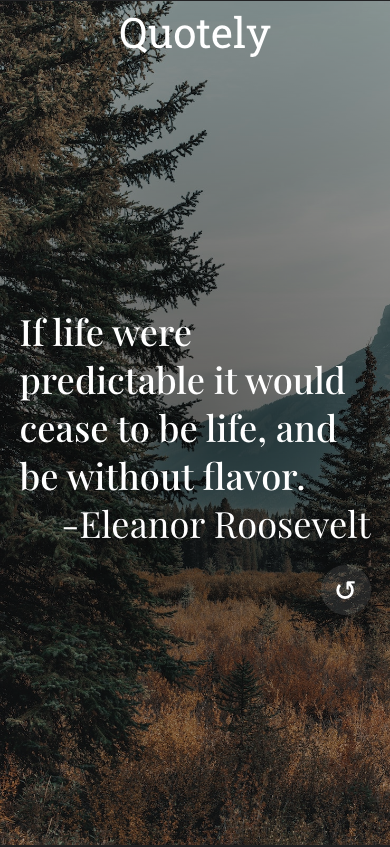 Quotely
If life were
predictable it would
cease to be life, and
be without flavor.
-Eleanor Roosevelt